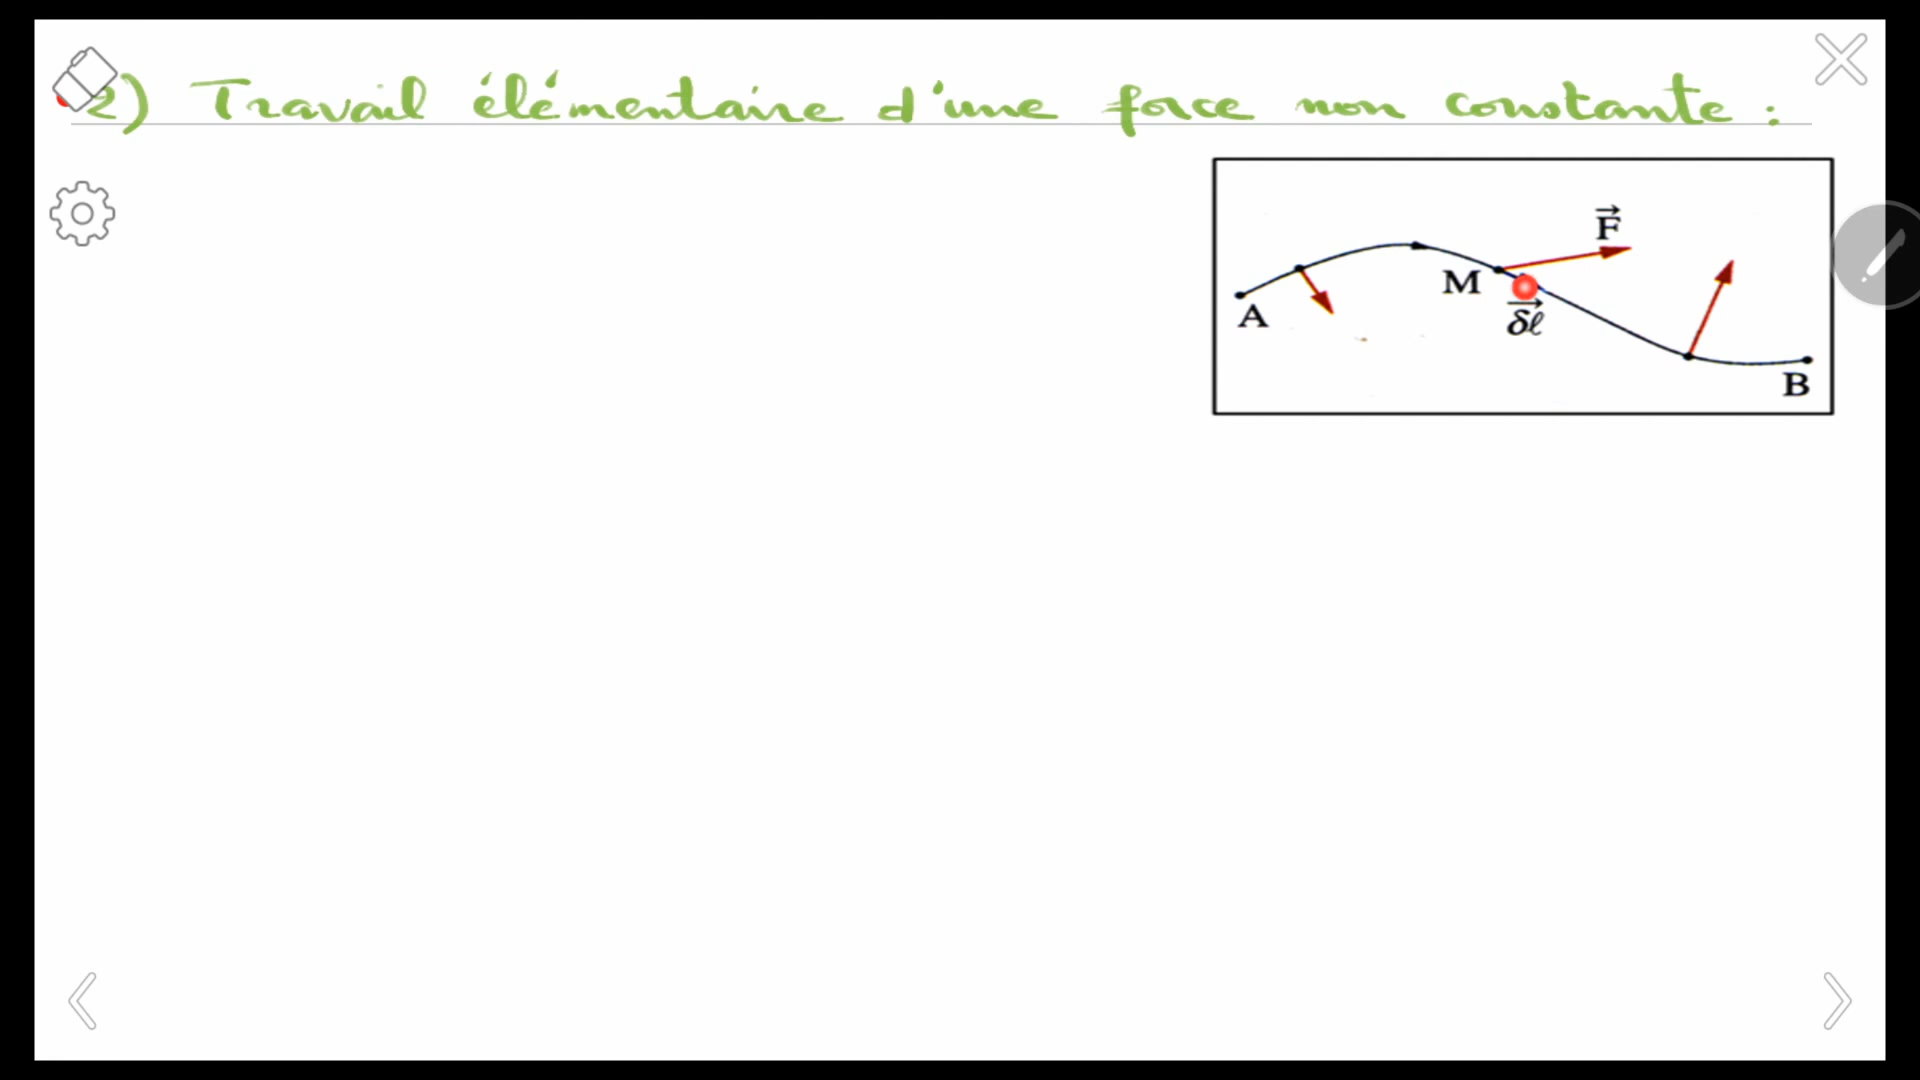 2) Travail élémentaire d'une force non constante :
F
M
A
δℓ
B